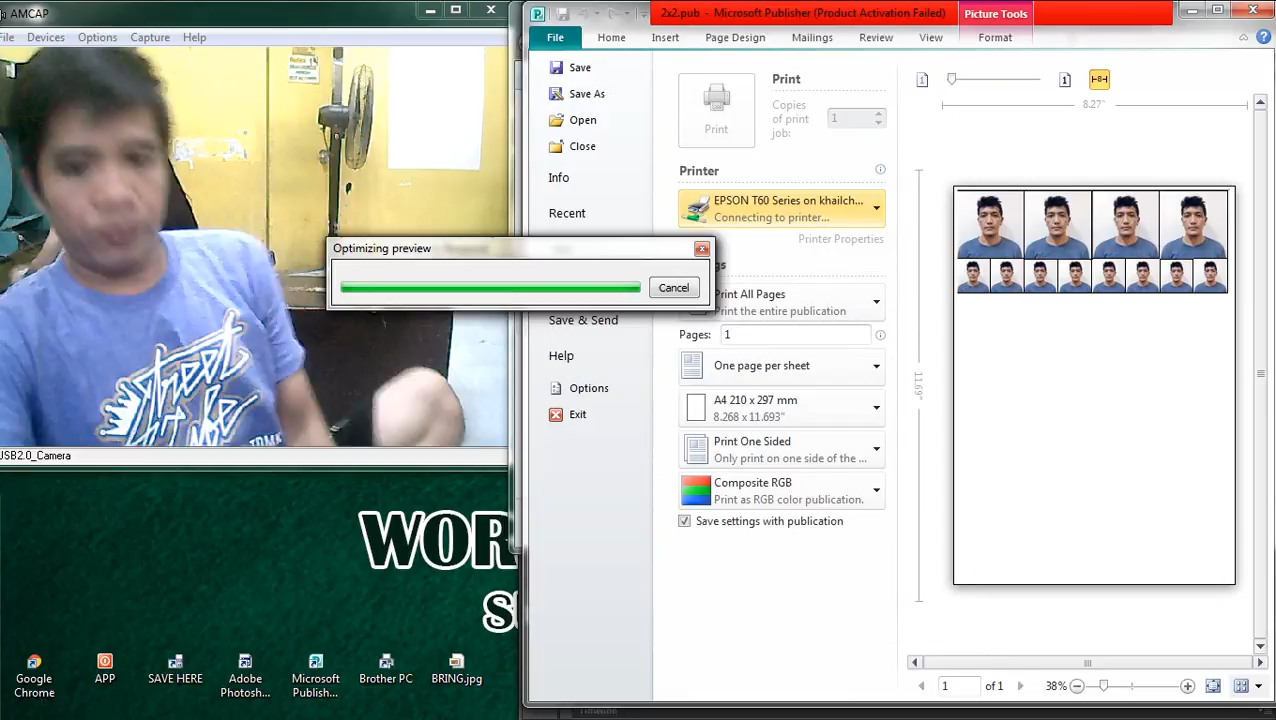 AMCAP
File Devices Options Capture Help
USB2.0_Camera
WOR
S
Google Chrome
APP
SAVE HERE
Adobe Photosh...
Microsoft Publish...
Brother PC
BRING.jpg
2x2.pub - Microsoft Publisher (Product Activation Failed)
Picture Tools
File Home Insert Page Design Mailings Review View Format
Save
Save As
Open
Close
Info
Recent
Save & Send
Help
Options
Exit
Optimizing preview
Cancel
Print
Print
Copies of print job: 1
Printer
EPSON T60 Series on khailch...
Connecting to printer...
Printer Properties
gs
Print All Pages
Print the entire publication
Pages: 1
One page per sheet
A4 210 x 297 mm
8.268 x 11.693"
Print One Sided
Only print on one side of the ...
Composite RGB
Print as RGB color publication.
Save settings with publication
8.27"
11.69"
1 of 1
38%